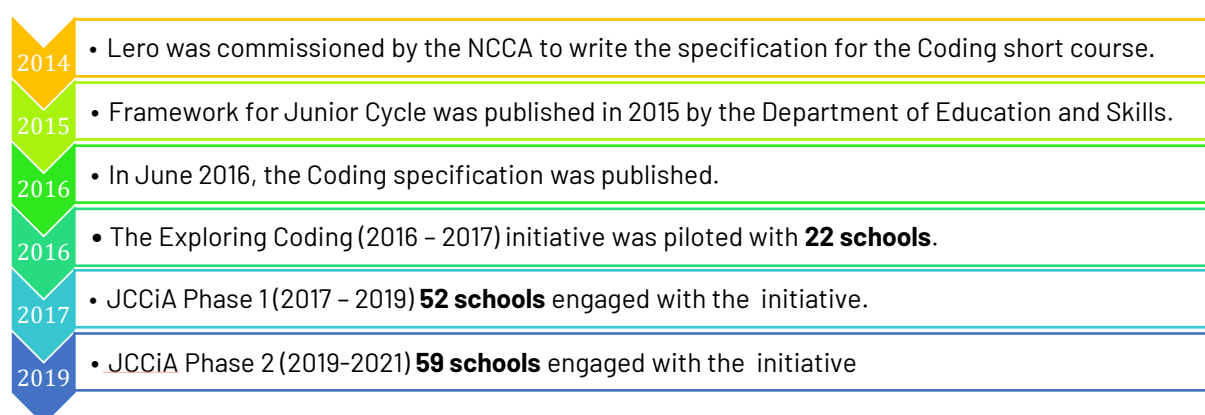 2014
• Lero was commissioned by the NCCA to write the specification for the Coding short course.
2015
• Framework for Junior Cycle was published in 2015 by the Department of Education and Skills.
2016
• In June 2016, the Coding specification was published.
2016
• The Exploring Coding (2016 – 2017) initiative was piloted with 22 schools.
2017
• JCCiA Phase 1 (2017 – 2019) 52 schools engaged with the  initiative.
2019
• JCCiA Phase 2 (2019-2021) 59 schools engaged with the  initiative